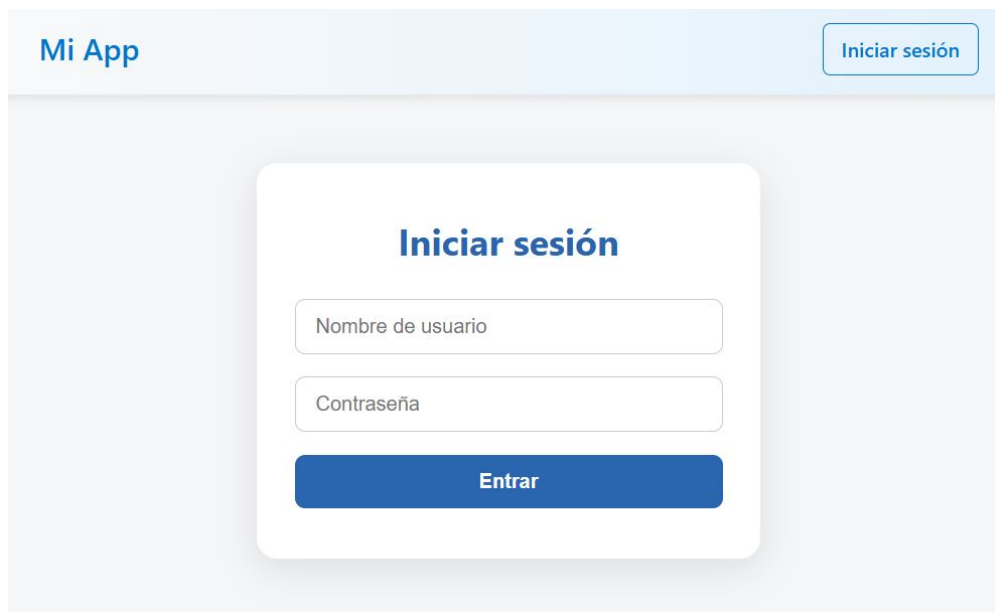 Mi App
Iniciar sesión
Iniciar sesión
Nombre de usuario
Contraseña
Entrar